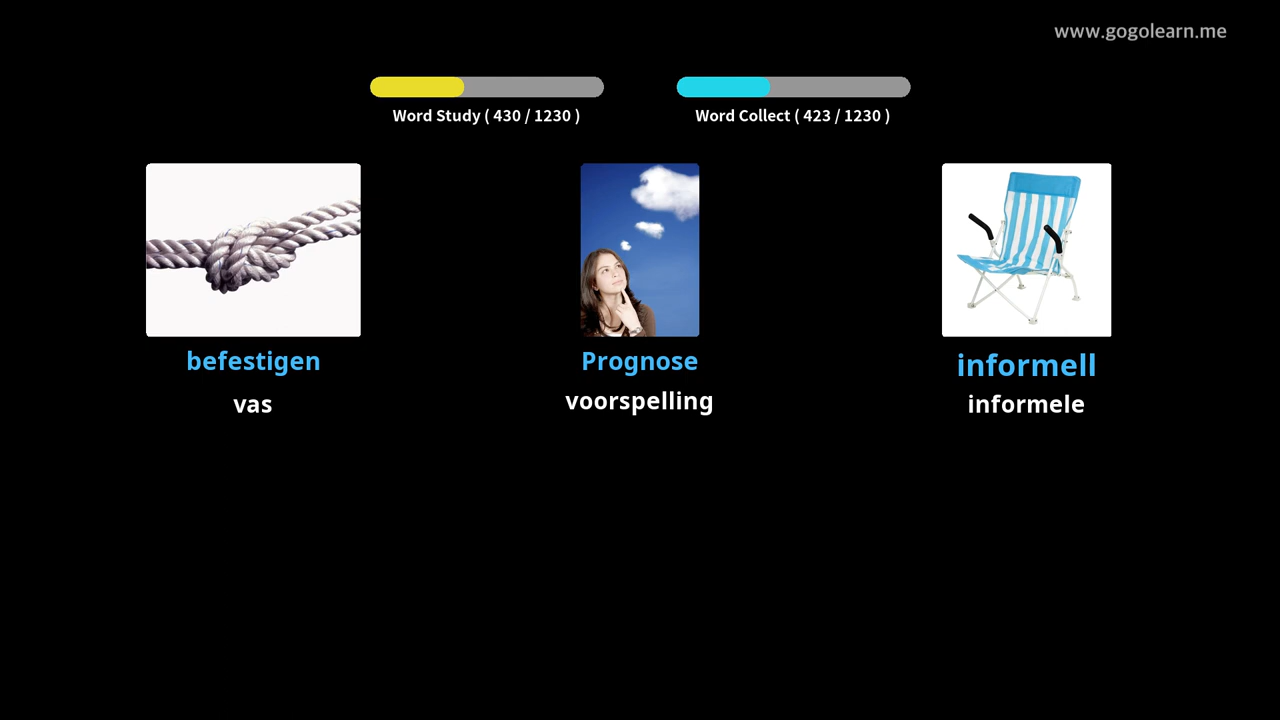 www.gogolearn.me
Word Study ( 430 / 1230 )
Word Collect ( 423 / 1230 )
befestigen
Prognose
informell
vas
voorspelling
informele